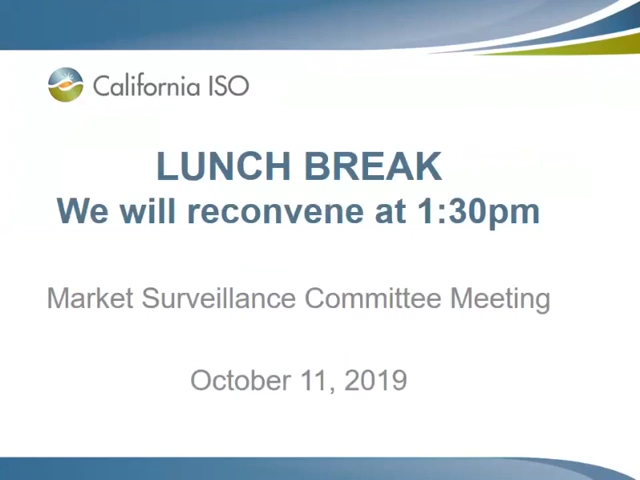 California ISO
LUNCH BREAK
We will reconvene at 1:30pm
Market Surveillance Committee Meeting
October 11, 2019